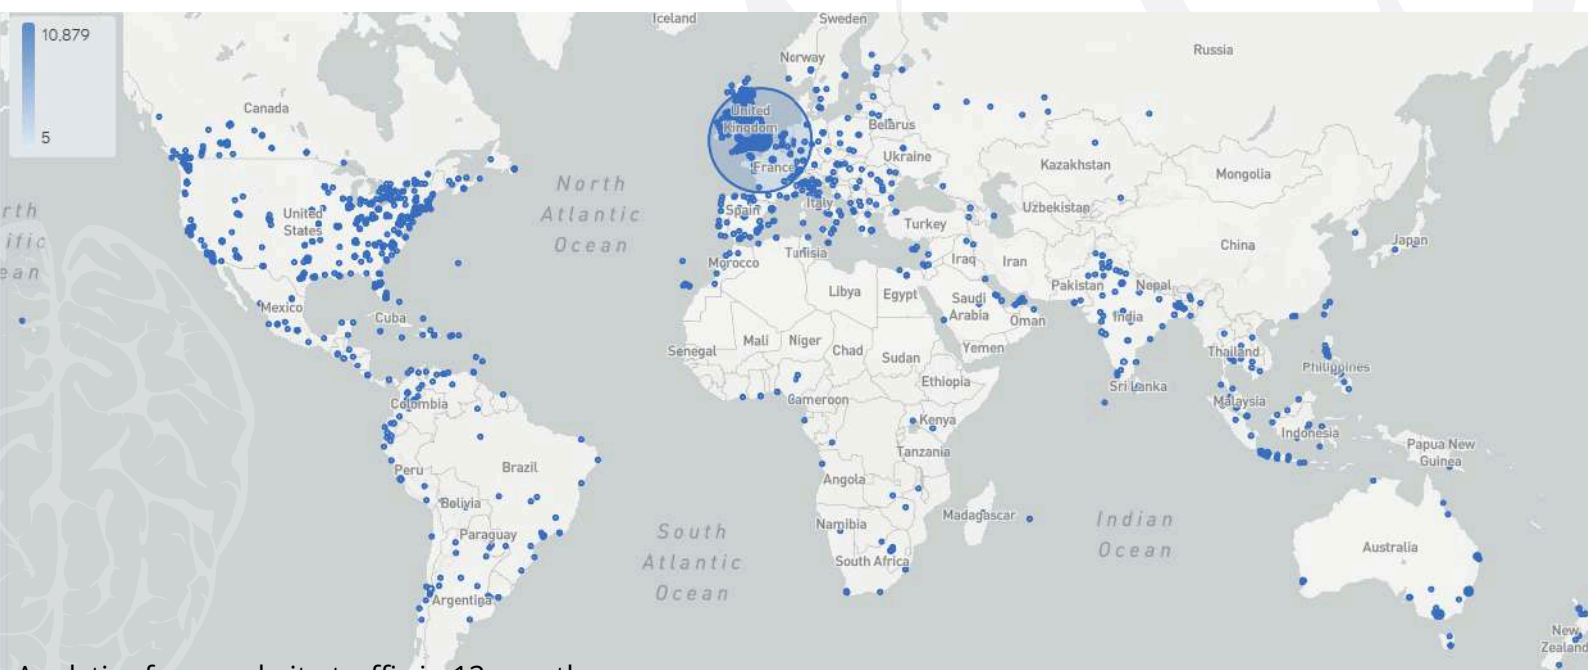 10,879
5
Iceland
Sweden
Norway
Russia
Canada
United
Kingdom
Belarus
Ukraine
France
Kazakhstan
Mongolia
North
Atlantic
Ocean
United
States
Spain
Italy
Turkey
Uzbekistan
China
Japan
Morocco
Tunisia
Iraq
Iran
Pakistan
Nepal
Mexico
Cuba
Libya
Egypt
Saudi
Arabia
Oman
India
Senegal
Mali
Niger
Chad
Sudan
Yemen
Thailand
Philippines
Ethiopia
Sri Lanka
Colombia
Cameroon
Kenya
Malaysia
Indonesia
Papua New
Guinea
Peru
Brazil
Tanzania
Angola
Bolivia
Madagascar
Namibia
Paraguay
South
Atlantic
Ocean
Indian
Ocean
South Africa
Australia
Argentina
New
Zealand